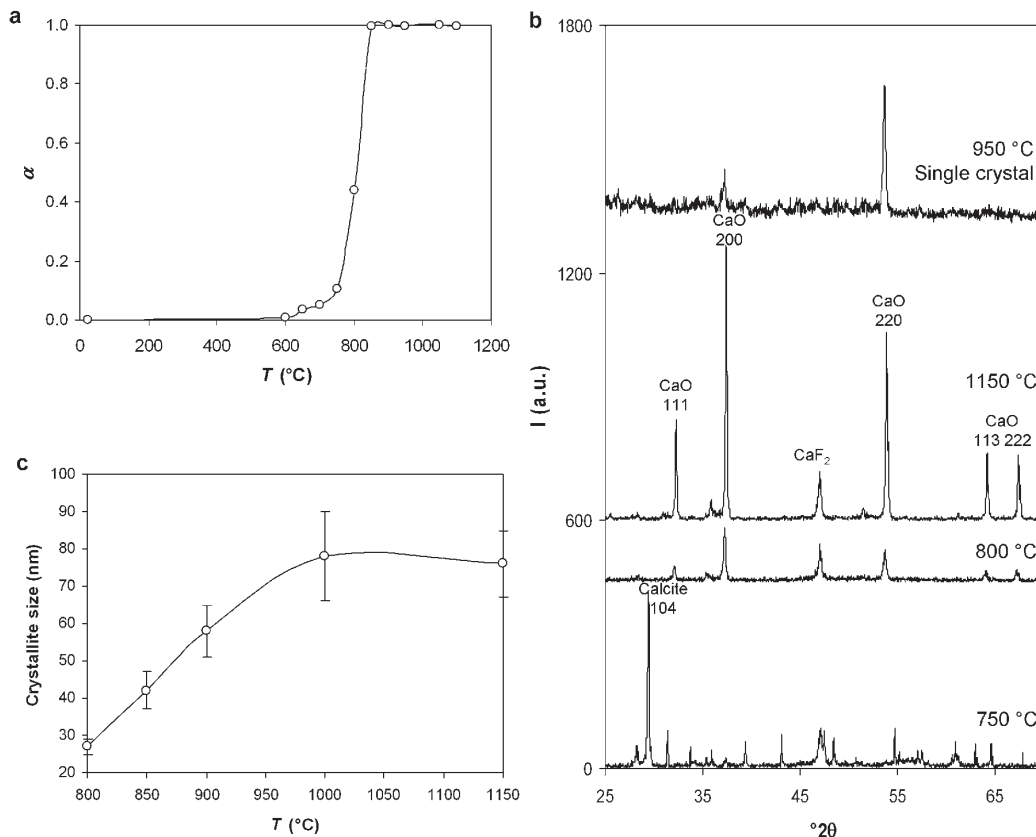 a
1.0
0.8
0.6
0.4
0.2
0.0
α
0 200 400 600 800 1000 1200
T (°C)
b
1800
1200
600
0
I (a.u.)
950 °C
Single crystal
CaO
200
CaO
220
CaO
111
1150 °C
CaO
113 222
CaF2
800 °C
Calcite
104
750 °C
25 35 45 55 65
°2θ
c
100
90
80
70
60
50
40
30
20
Crystallite size (nm)
800 850 900 950 1000 1050 1100 1150
T (°C)